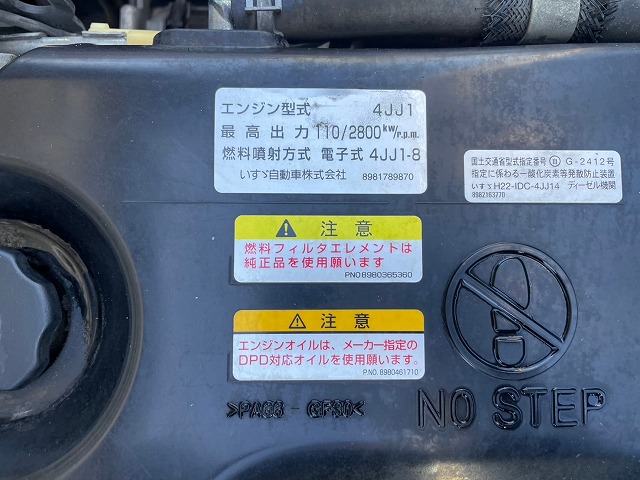 エンジン型式 4JJ1
最高出力 110/2800kW/r.p.m.
燃料噴射方式 電子式 4JJ1-8
いすゞ自動車株式会社 8981789870
国土交通省型式指定番号 Ⅲ G-2412号
指定に係わる一酸化炭素等発散防止装置
いすゞH22-IDC-4JJ14 ディーゼル機関
8982163770
注意
燃料フィルタエレメントは
純正品を使用願います
PNO8980365360
注意
エンジンオイルは、メーカー指定の
DPD対応オイルを使用願います。
P.NO. 8980461710
>PA66-GF30<
NO STEP